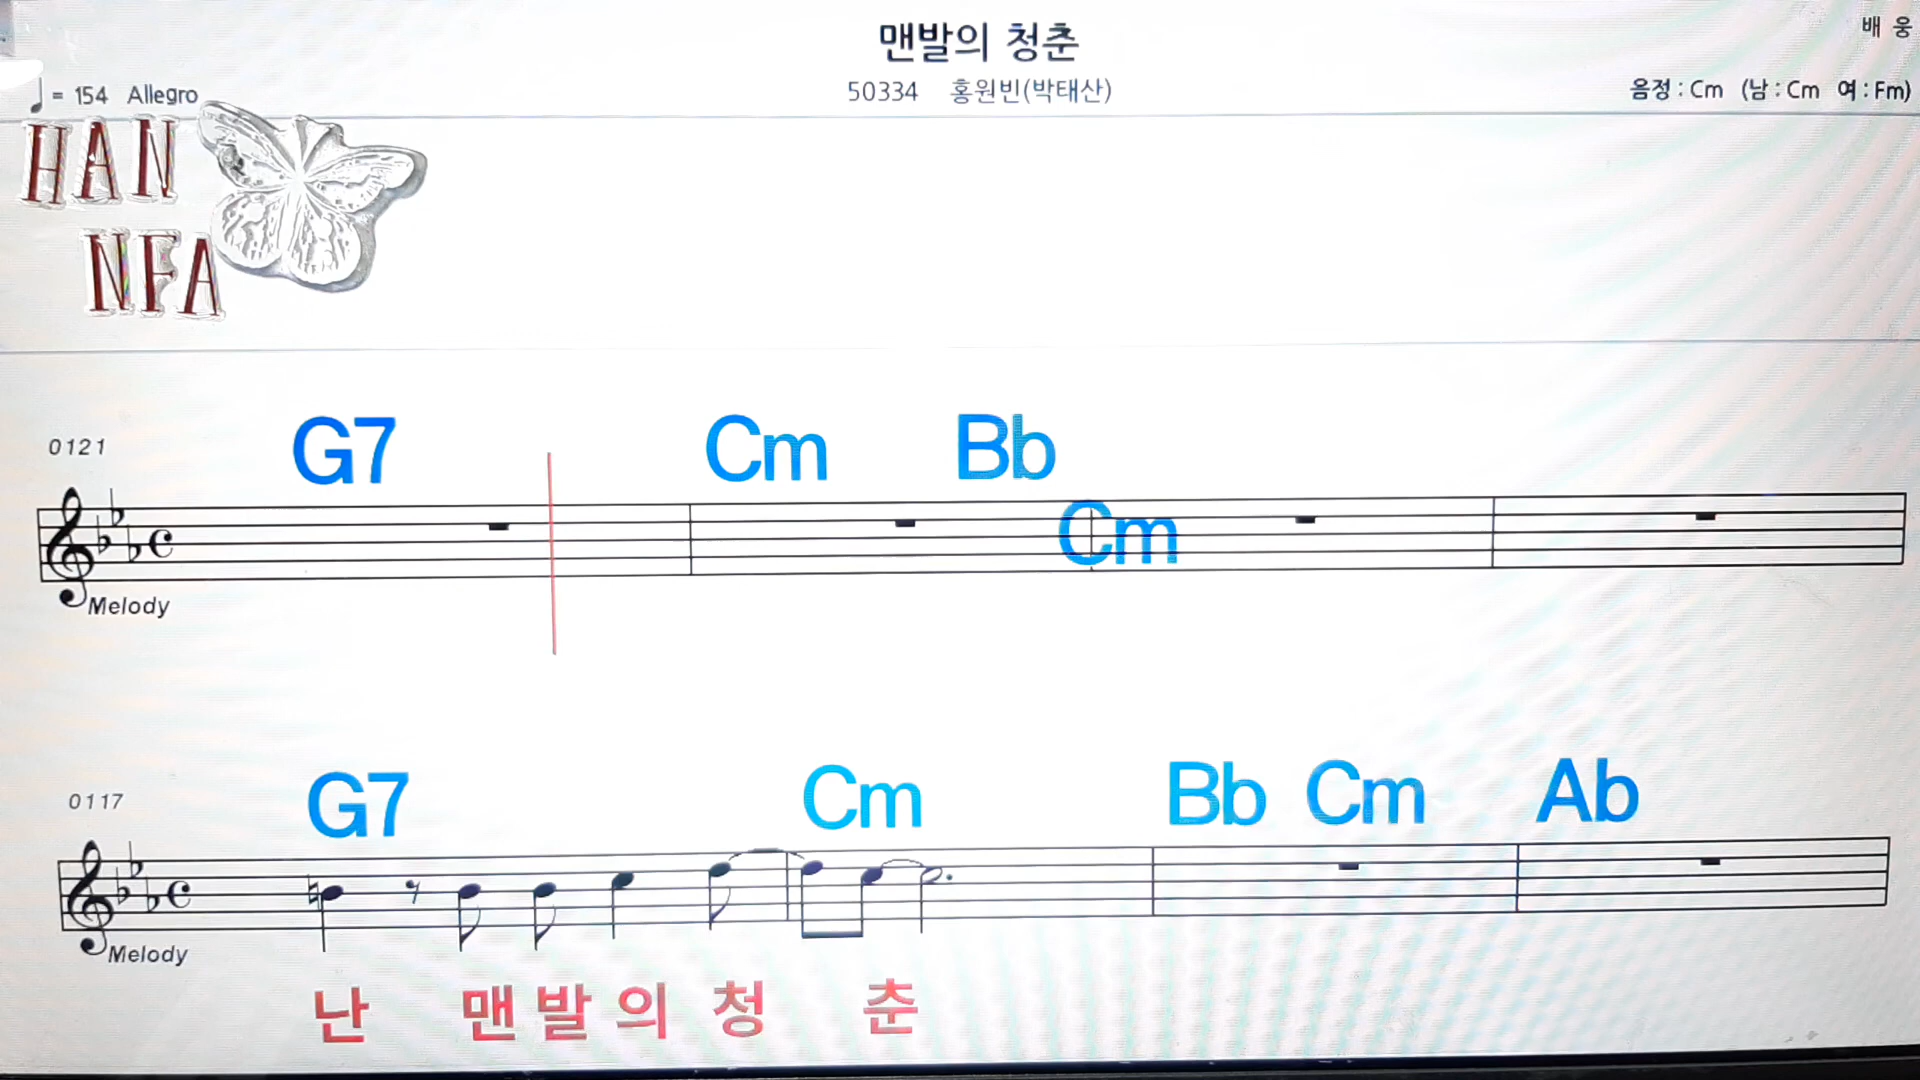 맨발의 청춘
배 웅
♩ = 154 Allegro
50334 홍원빈(박태산)
음정 : Cm (남 : Cm 여 : Fm)
HAN
NFA
0121
G7 Cm Bb
Cm
Melody
0117
G7 Cm Bb Cm Ab
Melody
난 맨 발 의 청 춘